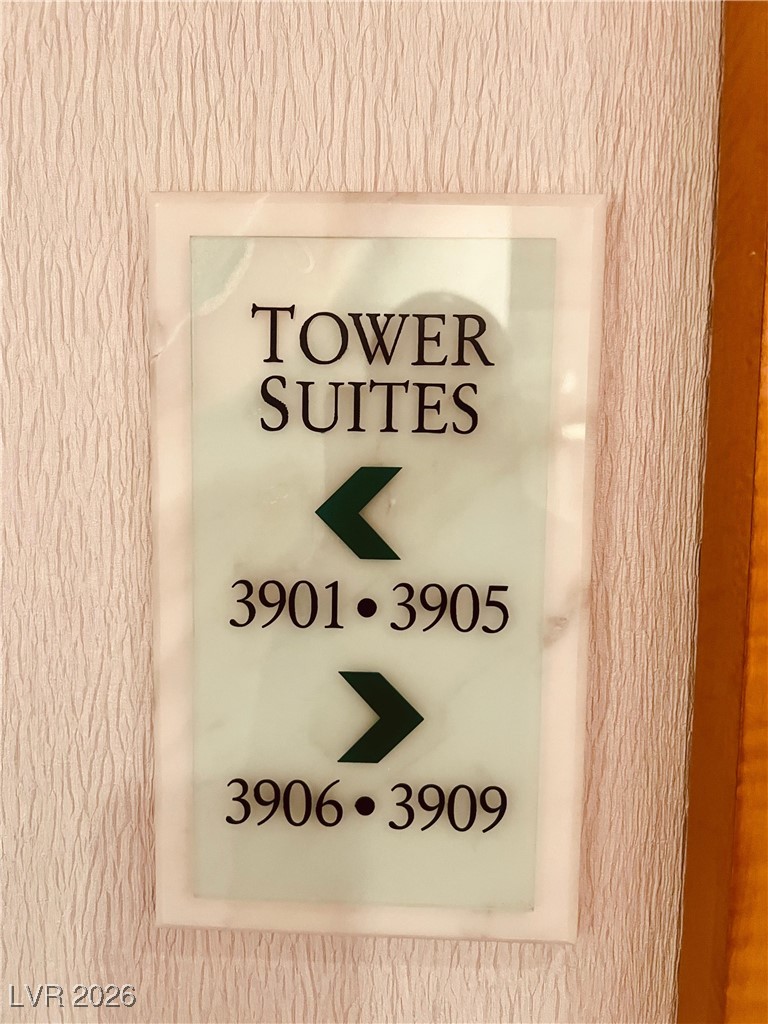 TOWER
SUITES
3901 • 3905
3906 • 3909
LVR 2026